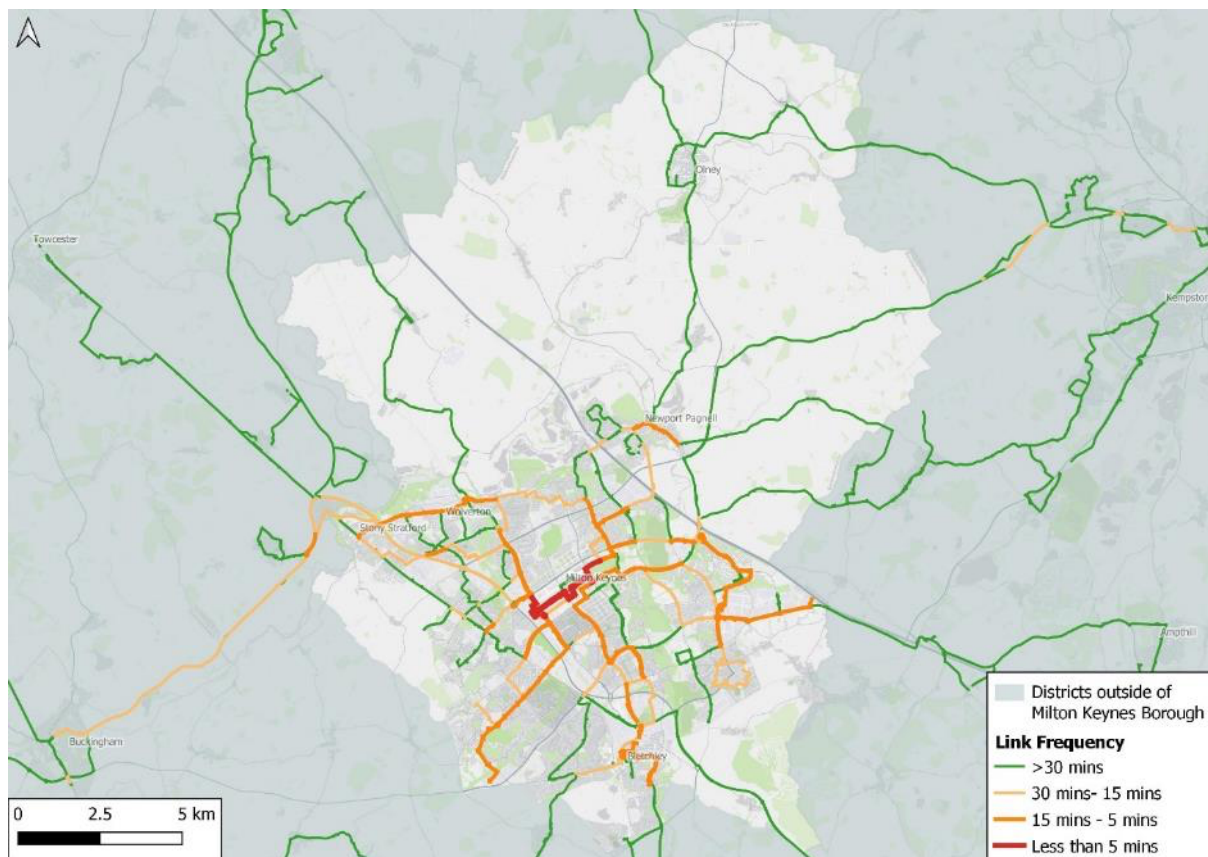 Olney
Towcester
Kempston
Newport Pagnell
Wolverton
Stony Stratford
Milton Keynes
Ampthill
Buckingham
Bletchley
Districts outside of
Milton Keynes Borough
Link Frequency
>30 mins
30 mins- 15 mins
15 mins - 5 mins
Less than 5 mins
0 2.5 5 km